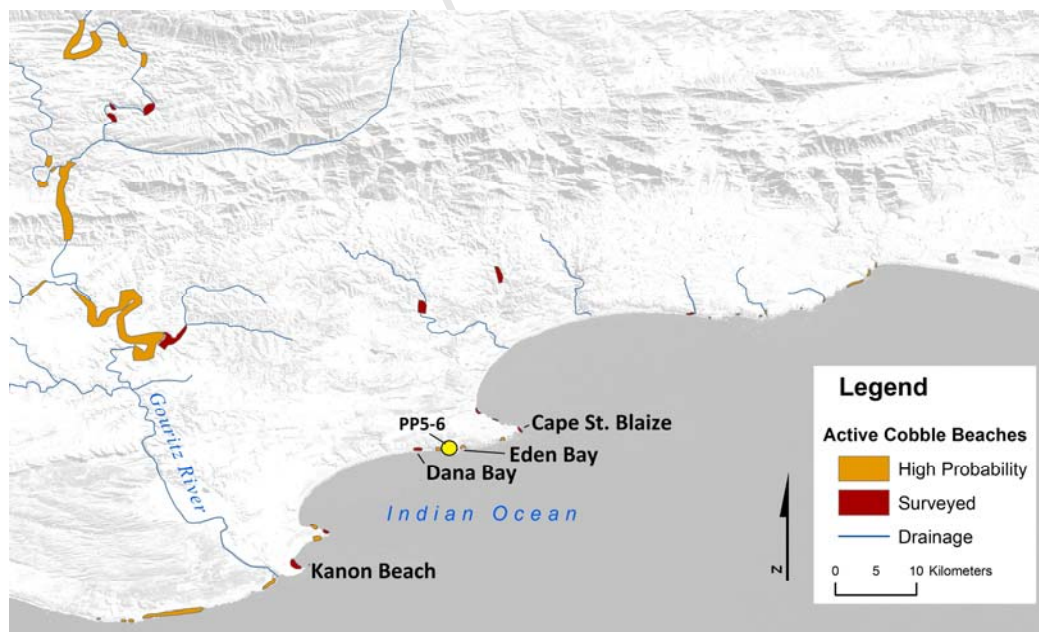 PP5-6
Cape St. Blaize
Eden Bay
Dana Bay
Gouritz River
Indian Ocean
Kanon Beach
Legend
Active Cobble Beaches
High Probability
Surveyed
Drainage
0 5 10 Kilometers
N